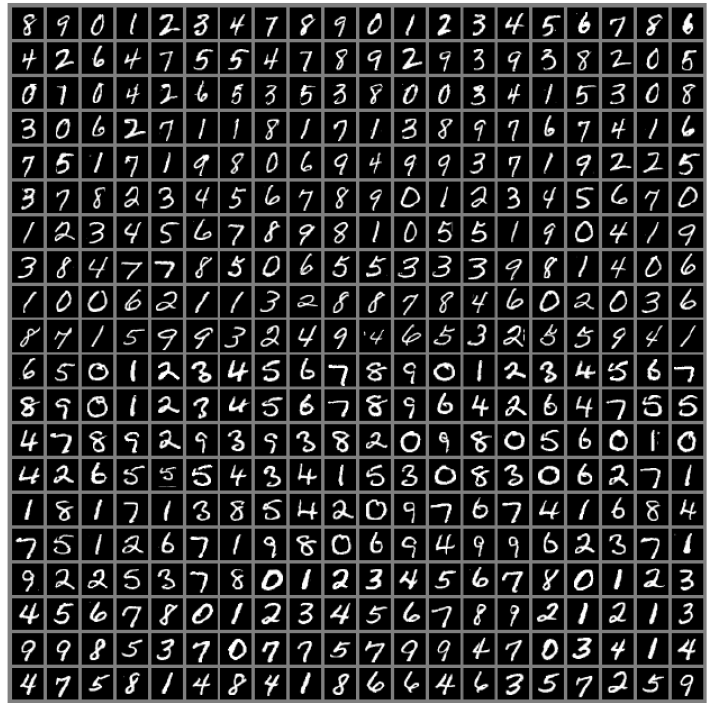 8 9 0 1 2 3 4 7 8 9 0 1 2 3 4 5 6 7 8 6
4 2 6 4 7 5 5 4 7 8 9 2 9 3 9 3 8 2 0 5
0 1 0 4 2 6 5 3 5 3 8 0 0 3 4 1 5 3 0 8
3 0 6 2 7 1 1 8 1 7 1 3 8 9 7 6 7 4 1 6
7 5 1 7 1 9 8 0 6 9 4 9 9 3 7 1 9 2 2 5
3 7 8 2 3 4 5 6 7 8 9 0 1 2 3 4 5 6 7 0
1 2 3 4 5 6 7 8 9 8 1 0 5 5 1 9 0 4 1 9
3 8 4 7 7 8 5 0 6 5 5 3 3 3 9 8 1 4 0 6
1 0 0 6 2 1 1 3 2 8 8 7 8 4 6 0 2 0 3 6
8 7 1 5 9 9 3 2 4 9 4 6 5 3 2 5 5 9 4 1
6 5 0 1 2 3 4 5 6 7 8 9 0 1 2 3 4 5 6 7
8 9 0 1 2 3 4 5 6 7 8 9 6 4 2 6 4 7 5 5
4 7 8 9 2 9 3 9 3 8 2 0 9 8 0 5 6 0 1 0
4 2 6 5 5 5 4 3 4 1 5 3 0 8 3 0 6 2 7 1
1 8 1 7 1 3 8 5 4 2 0 9 7 6 7 4 1 6 8 4
7 5 1 2 6 7 1 9 8 0 6 9 4 9 9 6 2 3 7 1
9 2 2 5 3 7 8 0 1 2 3 4 5 6 7 8 0 1 2 3
4 5 6 7 8 0 1 2 3 4 5 6 7 8 9 2 1 2 1 3
9 9 8 5 3 7 0 7 7 5 7 9 9 4 7 0 3 4 1 4
4 7 5 8 1 4 8 4 1 8 6 6 4 6 3 5 7 2 5 9